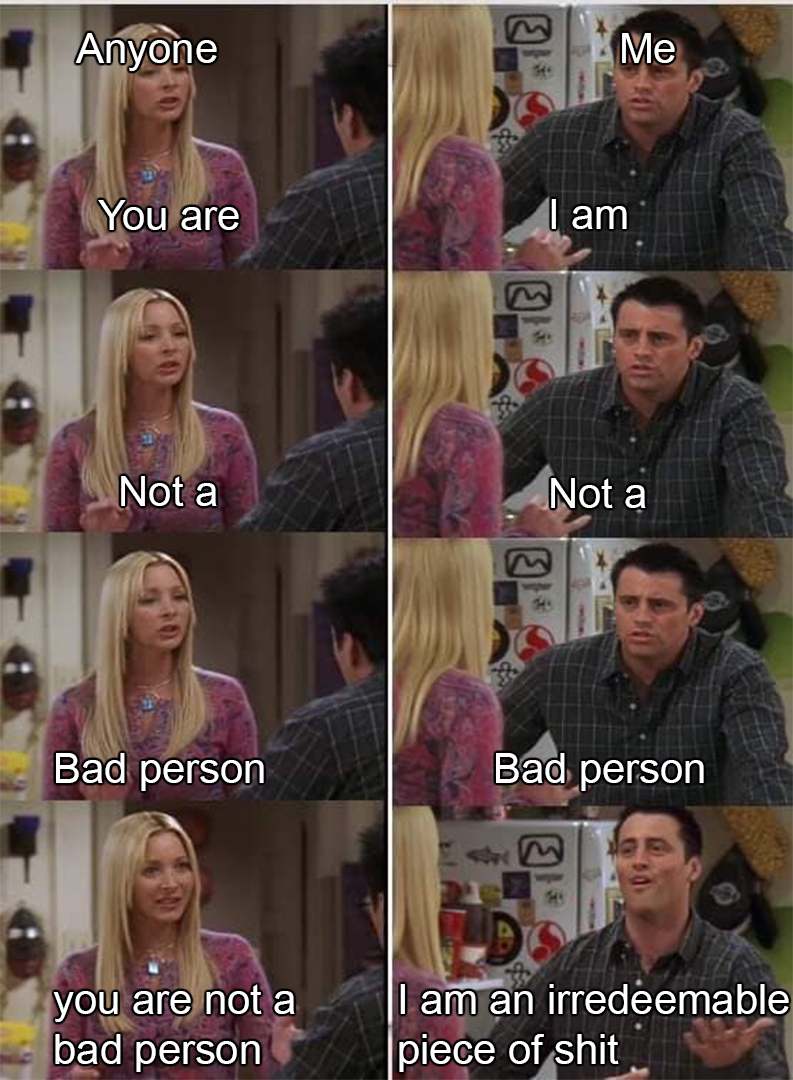 Anyone
Me
You are
I am
Not a
Not a
Bad person
Bad person
you are not a
bad person
I am an irredeemable
piece of shit